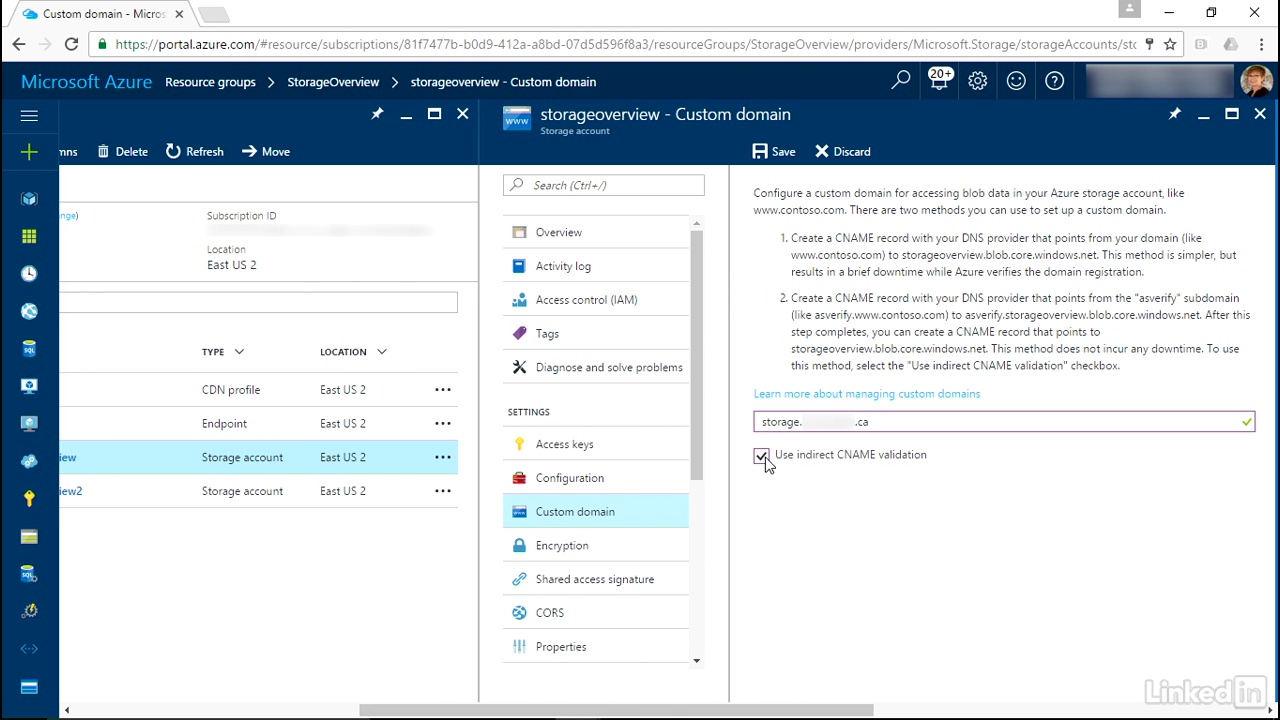 Custom domain - Micros
https://portal.azure.com/#resource/subscriptions/81f7477b-b0d9-412a-a8bd-07d5d596f8a3/resourceGroups/StorageOverview/providers/Microsoft.Storage/storageAccounts/sto
Microsoft Azure Resource groups > StorageOverview > storageoverview - Custom domain
20+
mns Delete Refresh Move
nge)
Subscription ID
Location
East US 2
TYPE LOCATION
CDN profile East US 2
Endpoint East US 2
iew Storage account East US 2
iew2 Storage account East US 2
www
storageoverview - Custom domain
Storage account
Search (Ctrl+/)
Overview
Activity log
Access control (IAM)
Tags
Diagnose and solve problems
SETTINGS
Access keys
Configuration
Custom domain
Encryption
Shared access signature
CORS
Properties
Save Discard
Configure a custom domain for accessing blob data in your Azure storage account, like
www.contoso.com. There are two methods you can use to set up a custom domain.
1. Create a CNAME record with your DNS provider that points from your domain (like
www.contoso.com) to storageoverview.blob.core.windows.net. This method is simpler, but
results in a brief downtime while Azure verifies the domain registration.
2. Create a CNAME record with your DNS provider that points from the "asverify" subdomain
(like asverify.www.contoso.com) to asverify.storageoverview.blob.core.windows.net. After this
step completes, you can create a CNAME record that points to
storageoverview.blob.core.windows.net. This method does not incur any downtime. To use
this method, select the "Use indirect CNAME validation" checkbox.
Learn more about managing custom domains
storage. .ca
Use indirect CNAME validation
SQL
SQL
LinkedIn